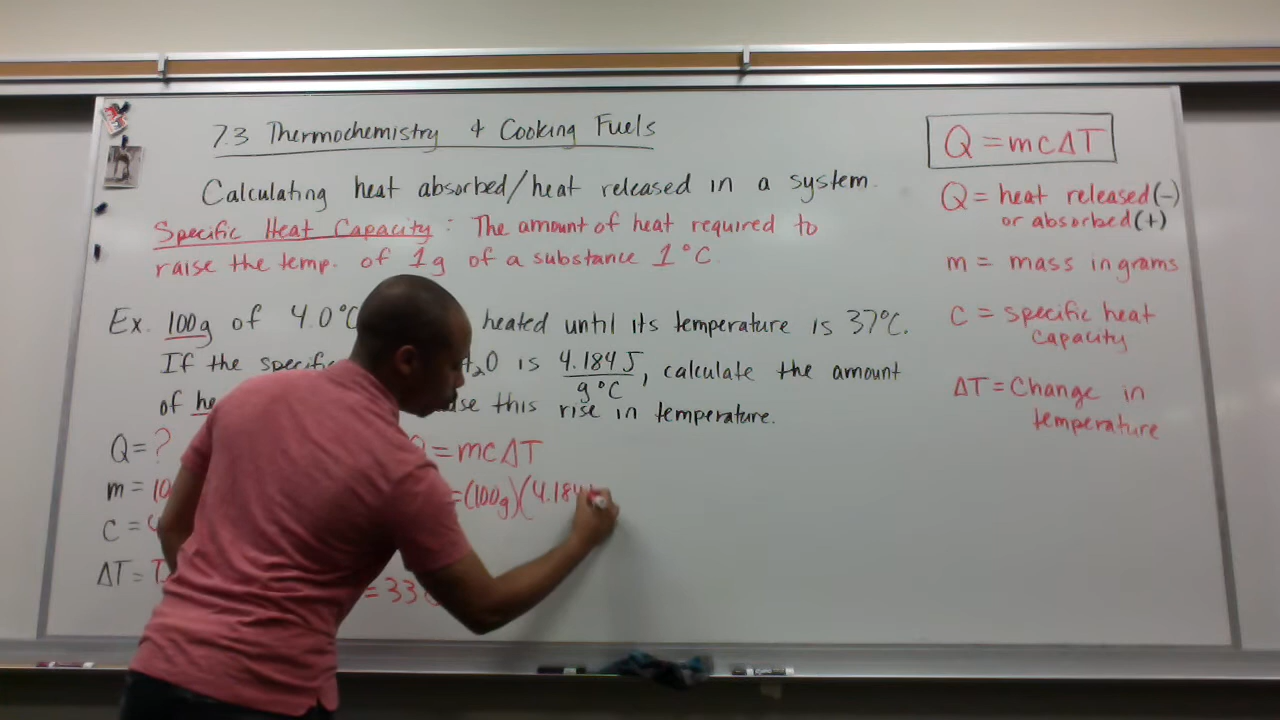 7.3 Thermochemistry + Cooking Fuels
Calculating heat absorbed/heat released in a system.
Specific Heat Capacity : The amount of heat required to
raise the temp. of 1g of a substance 1°C.
Ex. 100g of 4.0°C heated until its temperature is 37°C.
If the 2O is 4.184J / g°C, calculate the amount
of this rise in temperature.
Q = ?
m =
C =
ΔT =
= mcΔT
=(100g)(4.184
= 33
Q = mcΔT
Q = heat released(-)
or absorbed(+)
m = mass in grams
c = specific heat
capacity
ΔT = Change in
temperature